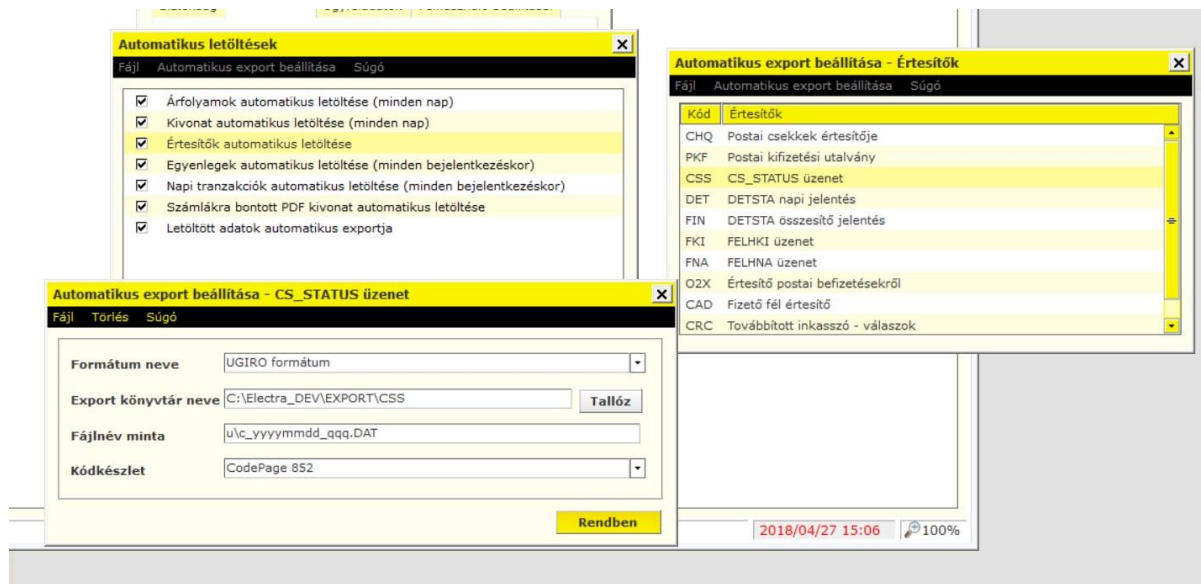 Automatikus letöltések
Fájl Automatikus export beállítása Súgó
Árfolyamok automatikus letöltése (minden nap)
Kivonat automatikus letöltése (minden nap)
Értesítők automatikus letöltése
Egyenlegek automatikus letöltése (minden bejelentkezéskor)
Napi tranzakciók automatikus letöltése (minden bejelentkezéskor)
Számlákra bontott PDF kivonat automatikus letöltése
Letöltött adatok automatikus exportja
Automatikus export beállítása - Értesítők
Fájl Automatikus export beállítása Súgó
Kód Értesítők
CHQ Postai csekkek értesítője
PKF Postai kifizetési utalvány
CSS CS_STATUS üzenet
DET DETSTA napi jelentés
FIN DETSTA összesítő jelentés
FKI FELHKI üzenet
FNA FELHNA üzenet
O2X Értesítő postai befizetésekről
CAD Fizető fél értesítő
CRC Továbbított inkasszó - válaszok
Automatikus export beállítása - CS_STATUS üzenet
Fájl Törlés Súgó
Formátum neve UGIRO formátum
Export könyvtár neve C:\Electra_DEV\EXPORT\CSS Tallóz
Fájlnév minta u\c_yyyymmdd_qqq.DAT
Kódkészlet CodePage 852
Rendben
2018/04/27 15:06 100%